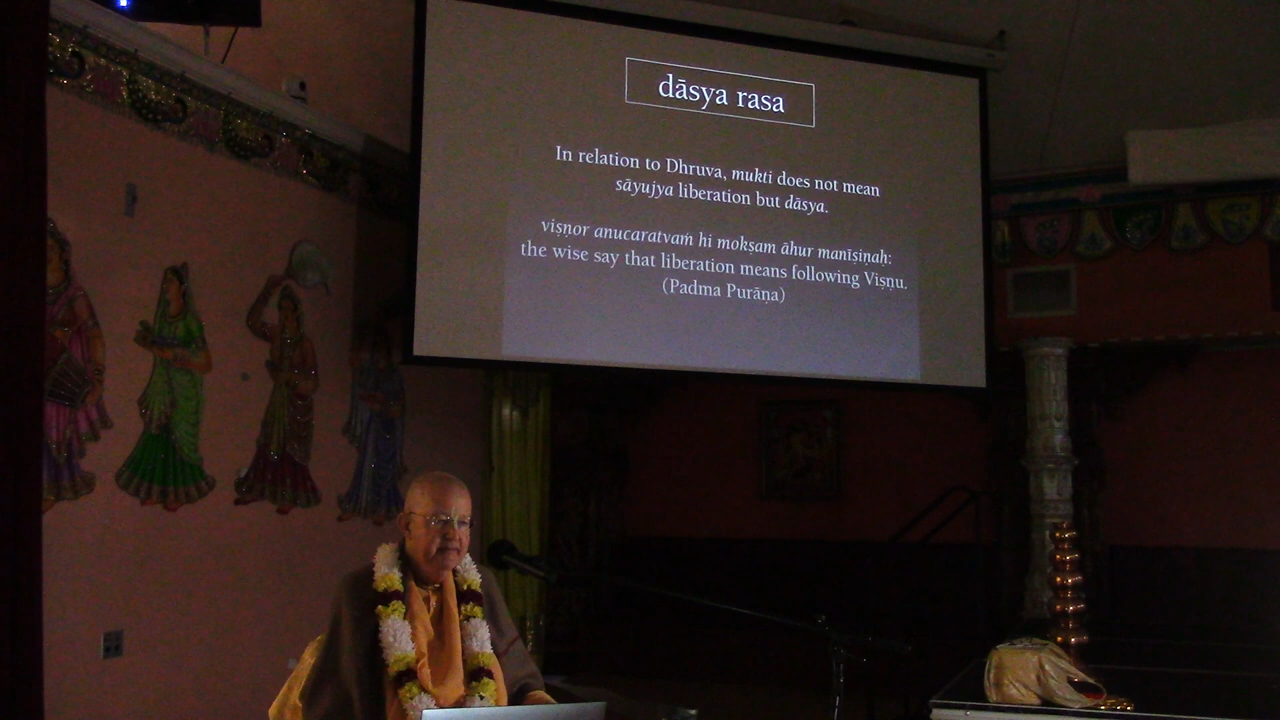 dāsya rasa
In relation to Dhruva, mukti does not mean
sāyujya liberation but dāsya.
viṣṇor anucaratvaṁ hi mokṣam āhur manīṣiṇaḥ:
the wise say that liberation means following Viṣṇu.
(Padma Purāṇa)